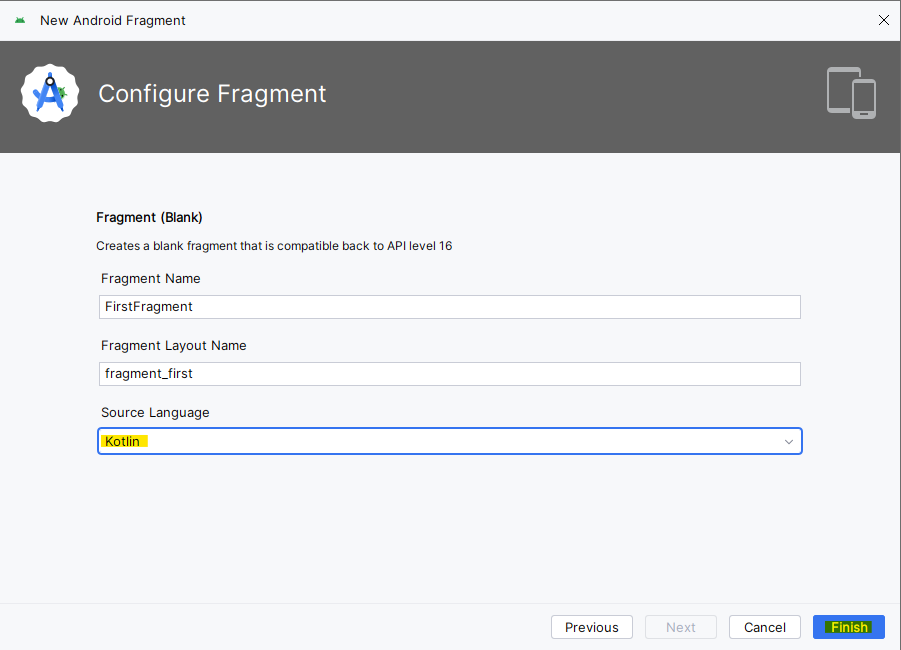 New Android Fragment
Configure Fragment
Fragment (Blank)
Creates a blank fragment that is compatible back to API level 16
Fragment Name
FirstFragment
Fragment Layout Name
fragment_first
Source Language
Kotlin
Previous Next Cancel Finish